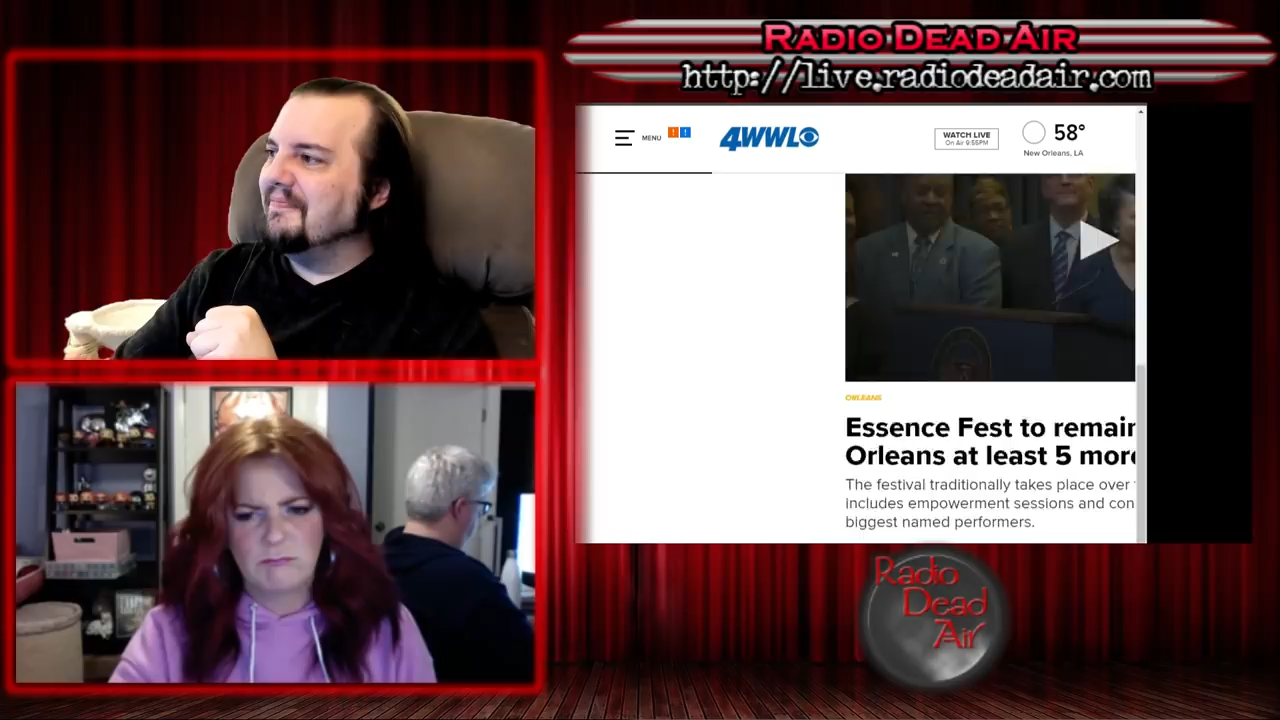 Radio Dead Air
http://live.radiodeadair.com
MENU
4WWL
WATCH LIVE
On Air 9:55PM
58°
New Orleans, LA
ORLEANS
Essence Fest to remain
Orleans at least 5 more
The festival traditionally takes place over
includes empowerment sessions and con
biggest named performers.
Radio
Dead
Air